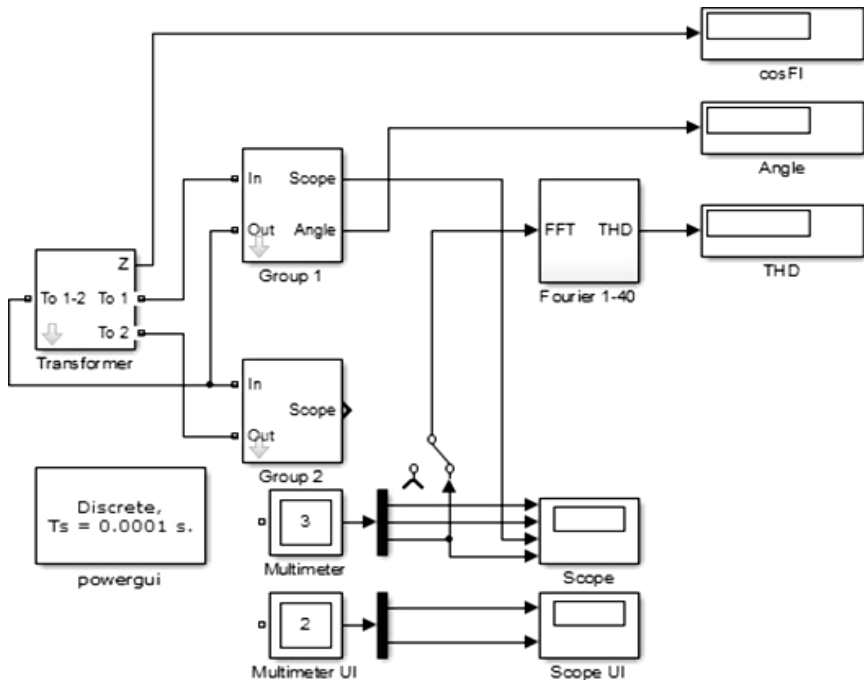 cosFI
Angle
In
Scope
Out
Angle
Group 1
FFT
THD
Fourier 1-40
THD
Z
To 1-2
To 1
To 2
Transformer
In
Scope
Out
Group 2
Discrete,
Ts = 0.0001 s.
powergui
3
Multimeter
Scope
2
Multimeter UI
Scope UI